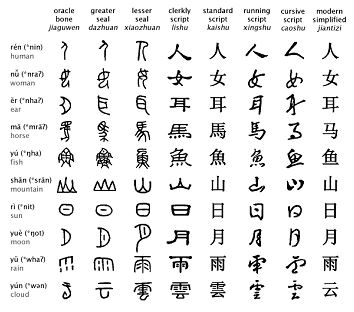 oracle bone jiaguwen
greater seal dazhuan
lesser seal xiaozhuan
clerkly script lishu
standard script kaishu
running script xingshu
cursive script caoshu
modern simplified jiantizi
rén (*nin) 人 人 人 人 人
human
nǚ (*nraʔ) 女 女 女 女 女
woman
ěr (*nhaʔ) 耳 耳 耳 耳 耳
ear
mǎ (*mrāʔ) 馬 馬 馬 马 马
horse
yú (*ŋha) 魚 魚 魚 鱼 鱼
fish
shān (*srān) 山 山 山 山 山
mountain
rì (*nit) 日 日 日 日 日
sun
yuè (*ŋot) 月 月 月 月 月
moon
yǔ (*whaʔ) 雨 雨 雨 雨 雨
rain
yún (*wən) 雲 雲 雲 雲 云
cloud